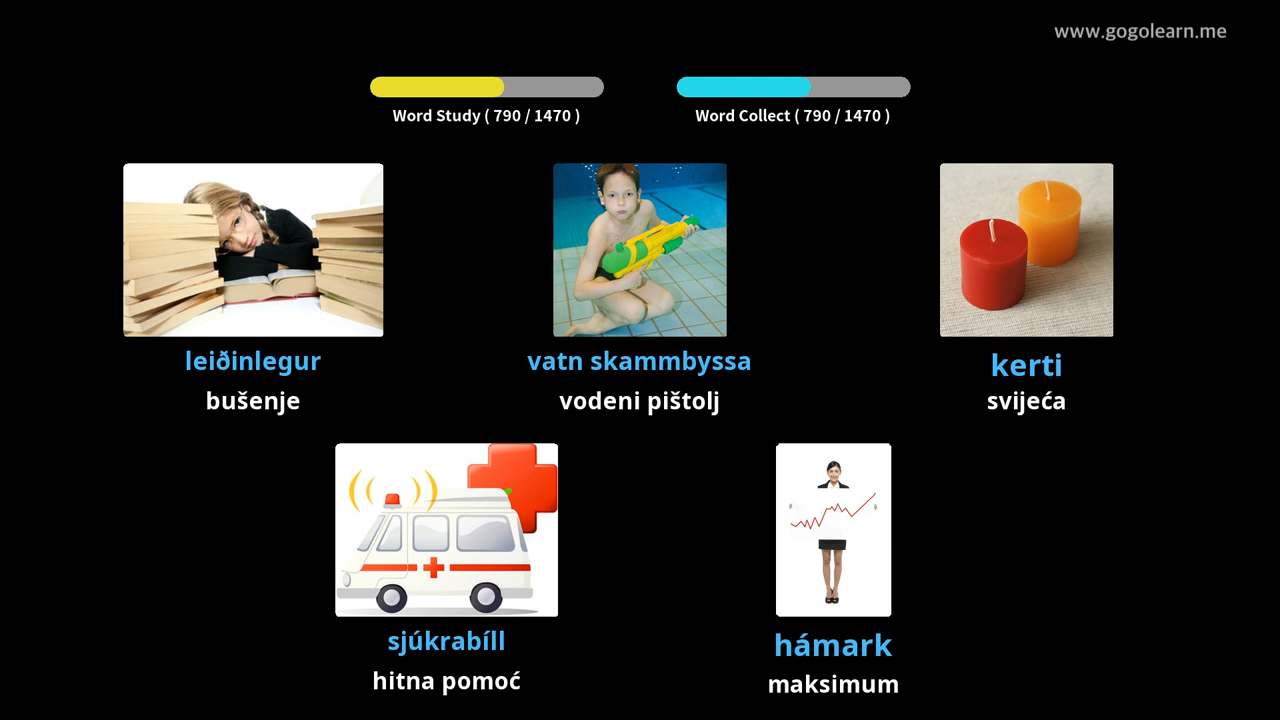 www.gogolearn.me
Word Study ( 790 / 1470 )
Word Collect ( 790 / 1470 )
leiðinlegur
bušenje
vatn skammbyssa
vodeni pištolj
kerti
svijeća
sjúkrabíll
hitna pomoć
hámark
maksimum